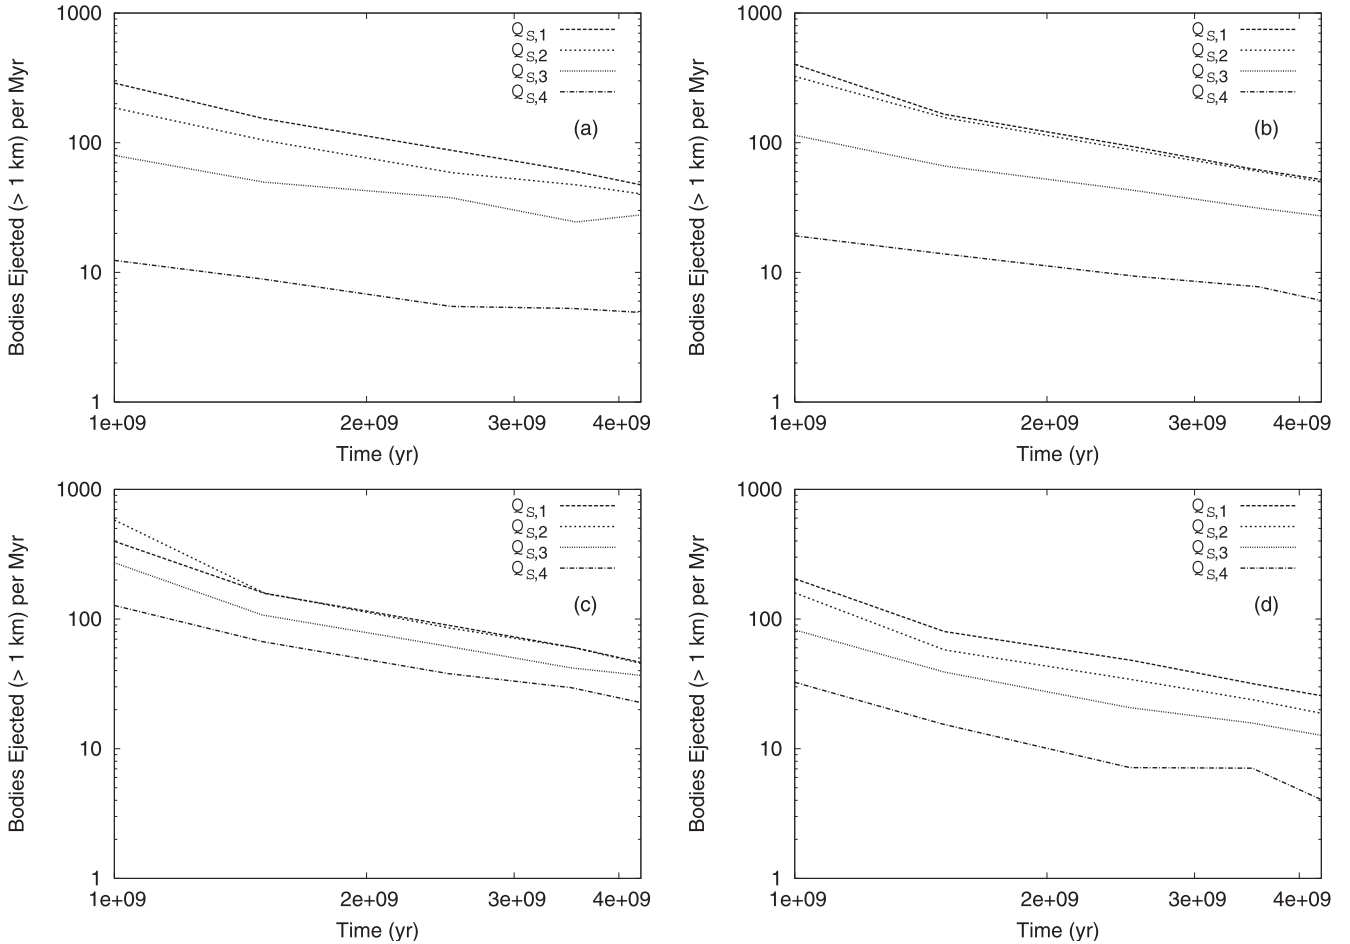 1000
100
10
1
Bodies Ejected (> 1 km) per Myr
1e+09 2e+09 3e+09 4e+09
Time (yr)
Q S,1
Q S,2
Q S,3
Q S,4
(a)
1000
100
10
1
Bodies Ejected (> 1 km) per Myr
1e+09 2e+09 3e+09 4e+09
Time (yr)
Q S,1
Q S,2
Q S,3
Q S,4
(b)
1000
100
10
1
Bodies Ejected (> 1 km) per Myr
1e+09 2e+09 3e+09 4e+09
Time (yr)
Q S,1
Q S,2
Q S,3
Q S,4
(c)
1000
100
10
1
Bodies Ejected (> 1 km) per Myr
1e+09 2e+09 3e+09 4e+09
Time (yr)
Q S,1
Q S,2
Q S,3
Q S,4
(d)